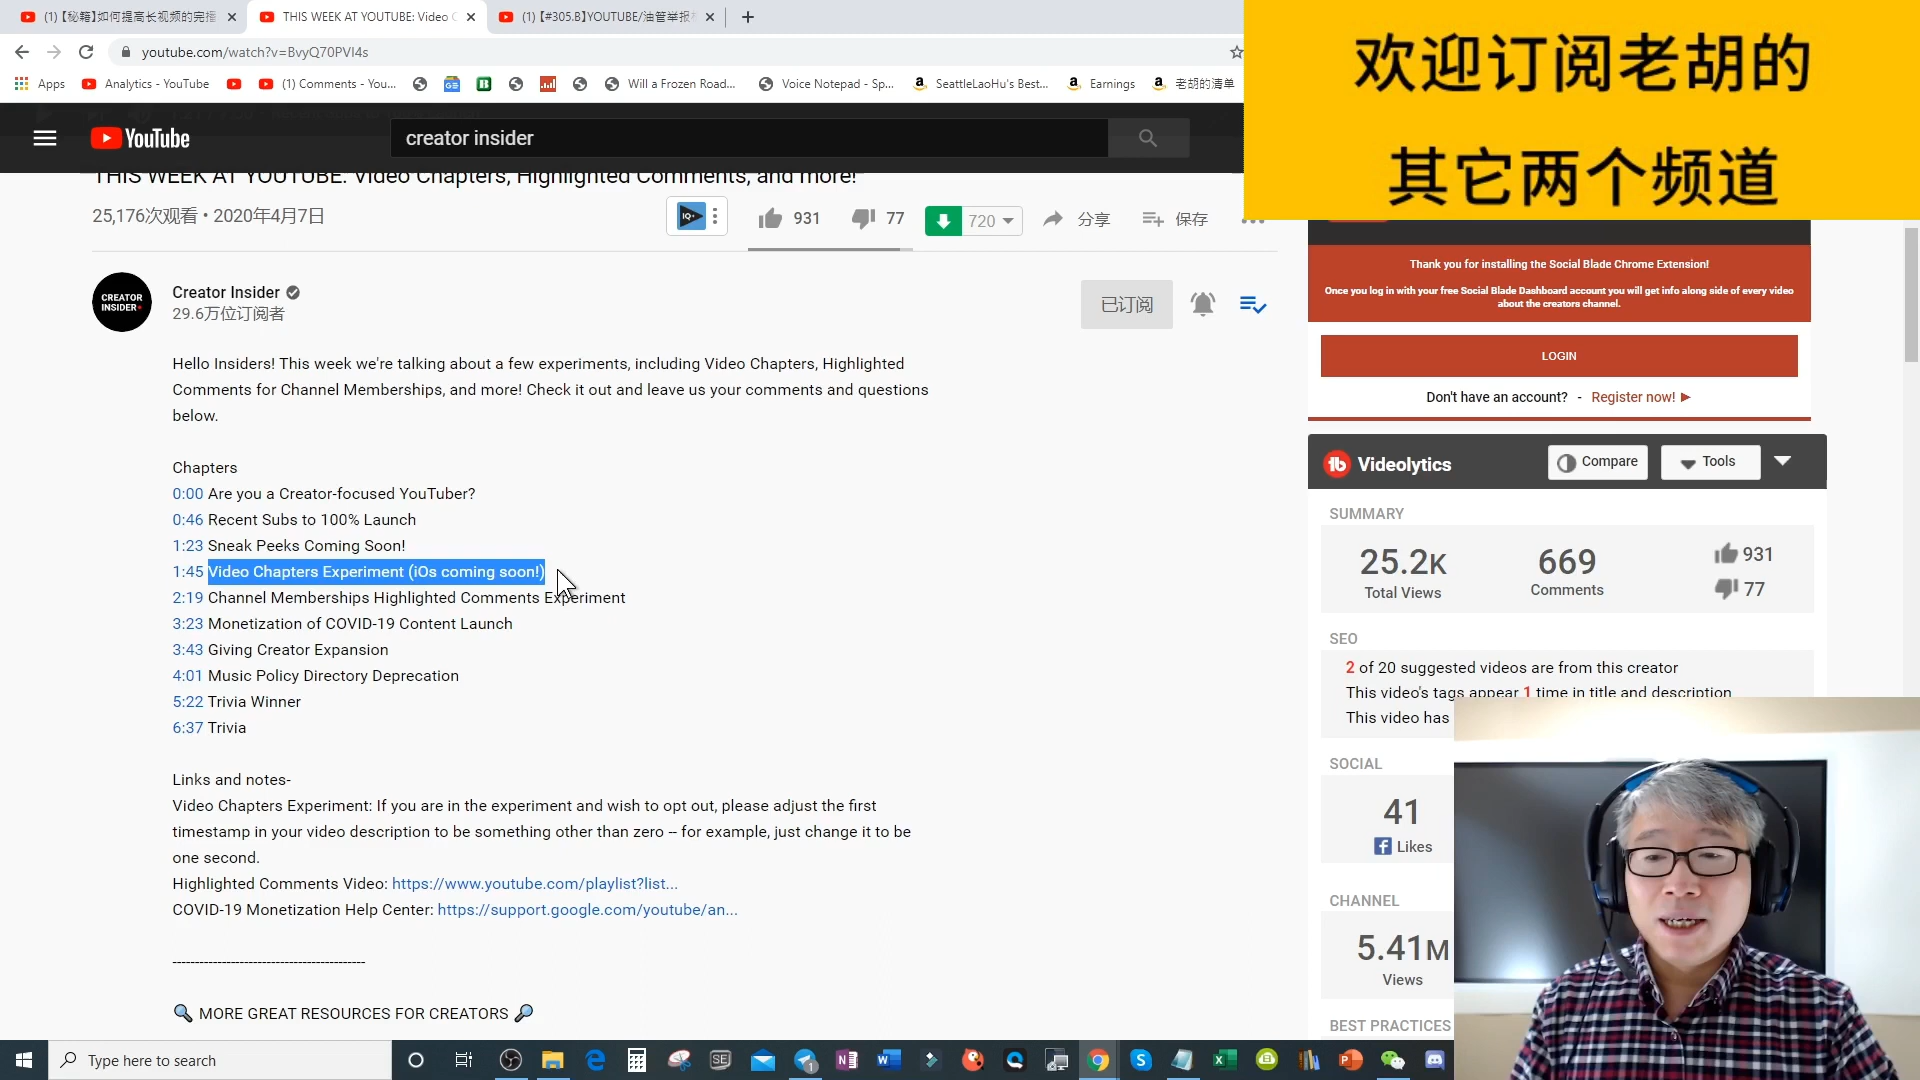 (1)【秘籍】如何提高长视频的完播
THIS WEEK AT YOUTUBE: Video C
(1)【#305.B】YOUTUBE/油管举报
youtube.com/watch?v=BvyQ70PVI4s
Apps
Analytics - YouTube
(1) Comments - You...
Will a Frozen Road...
Voice Notepad - Sp...
SeattleLaoHu's Best...
Earnings
老胡的清单
欢迎订阅老胡的
其它两个频道
YouTube
creator insider
THIS WEEK AT YOUTUBE: Video Chapters, Highlighted Comments, and more!
25,176次观看 • 2020年4月7日
IQ+
931
77
720
分享
保存
CREATOR
INSIDER
Creator Insider
29.6万位订阅者
已订阅
Hello Insiders! This week we're talking about a few experiments, including Video Chapters, Highlighted
Comments for Channel Memberships, and more! Check it out and leave us your comments and questions
below.
Chapters
0:00 Are you a Creator-focused YouTuber?
0:46 Recent Subs to 100% Launch
1:23 Sneak Peeks Coming Soon!
1:45 Video Chapters Experiment (iOs coming soon!)
2:19 Channel Memberships Highlighted Comments Experiment
3:23 Monetization of COVID-19 Content Launch
3:43 Giving Creator Expansion
4:01 Music Policy Directory Deprecation
5:22 Trivia Winner
6:37 Trivia
Links and notes-
Video Chapters Experiment: If you are in the experiment and wish to opt out, please adjust the first
timestamp in your video description to be something other than zero -- for example, just change it to be
one second.
Highlighted Comments Video: https://www.youtube.com/playlist?list...
COVID-19 Monetization Help Center: https://support.google.com/youtube/an...
-------------------------------------------
MORE GREAT RESOURCES FOR CREATORS
Thank you for installing the Social Blade Chrome Extension!
Once you log in with your free Social Blade Dashboard account you will get info along side of every video
about the creators channel.
LOGIN
Don't have an account? - Register now! ►
Videolytics
Compare
Tools
SUMMARY
25.2K
Total Views
669
Comments
931
77
SEO
2 of 20 suggested videos are from this creator
This video's tags appear 1 time in title and description
This video has
SOCIAL
41
Likes
CHANNEL
5.41M
Views
BEST PRACTICES
Type here to search